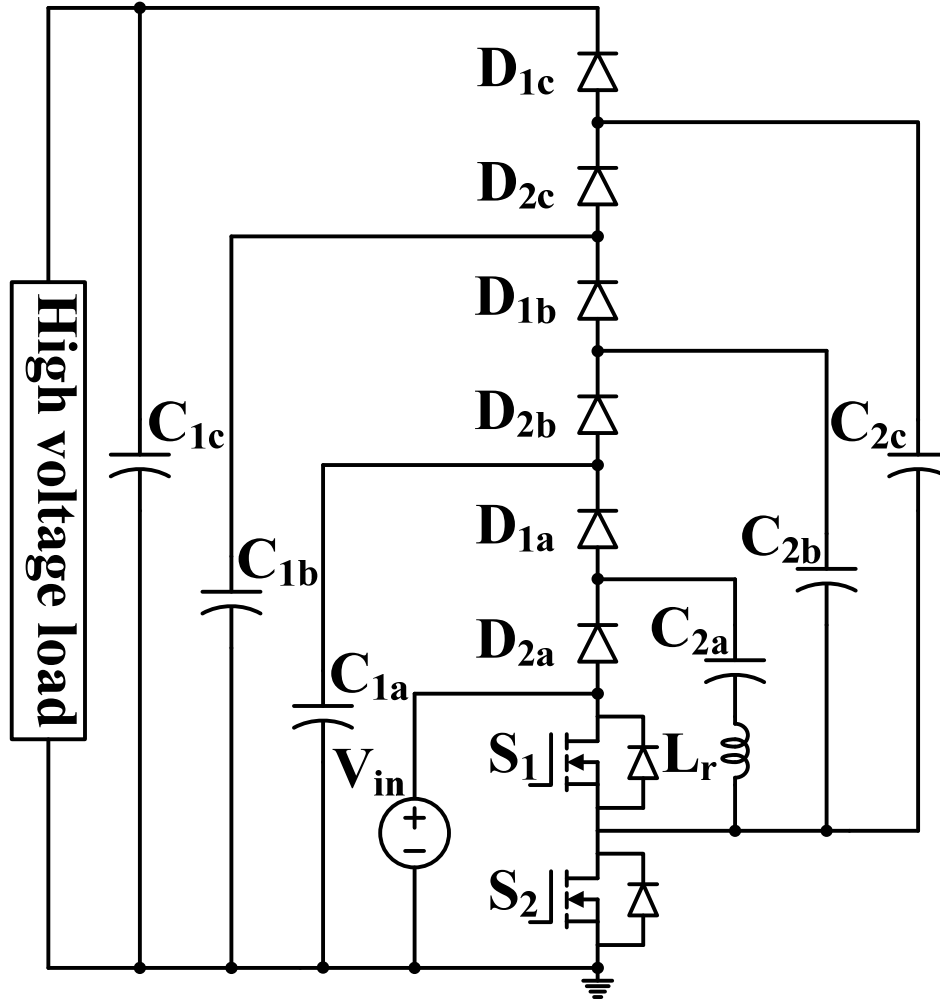 D1c
D2c
D1b
D2b
D1a
D2a
C1c
C1b
C1a
C2c
C2b
C2a
High voltage load
Vin
+
−
S1
Lr
S2